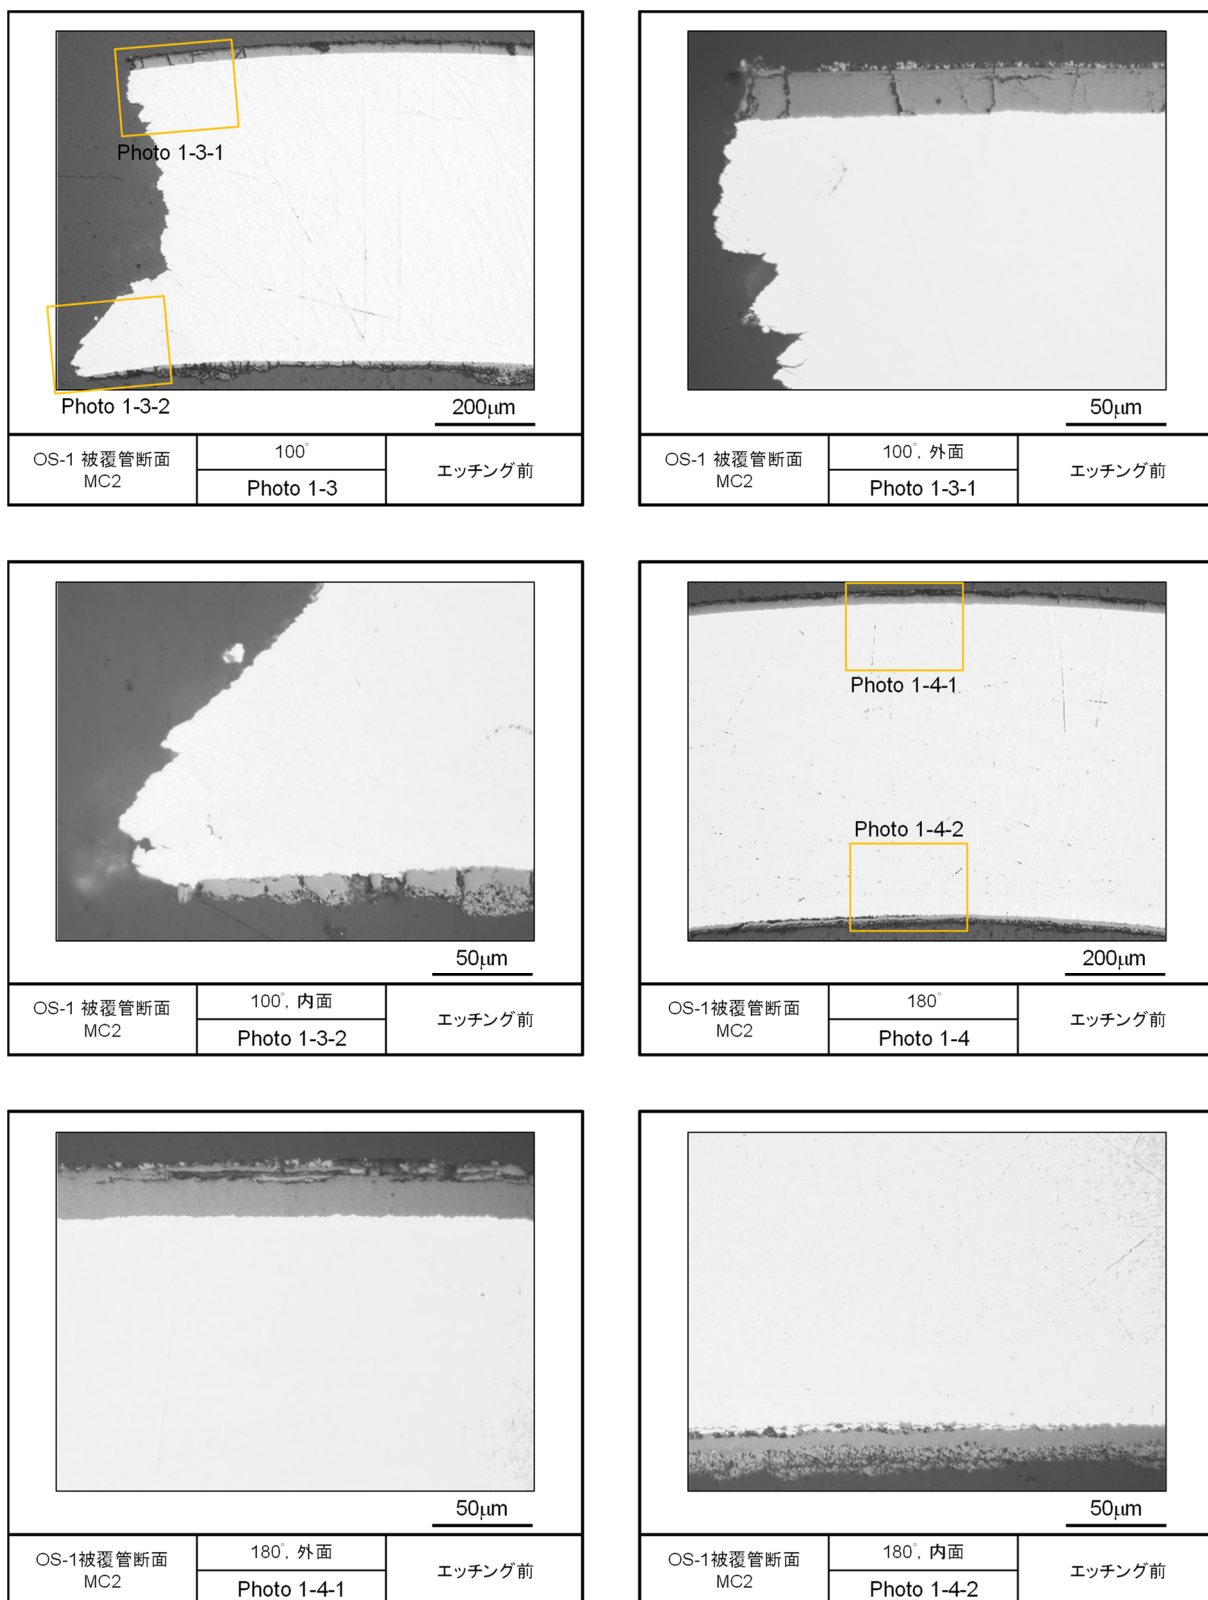 Photo 1-3-1
Photo 1-3-2
200μm
OS-1 被覆管断面
MC2
100°
Photo 1-3
エッチング前
50μm
OS-1 被覆管断面
MC2
100°, 外面
Photo 1-3-1
エッチング前
50μm
OS-1 被覆管断面
MC2
100°, 内面
Photo 1-3-2
エッチング前
Photo 1-4-1
Photo 1-4-2
200μm
OS-1被覆管断面
MC2
180°
Photo 1-4
エッチング前
50μm
OS-1被覆管断面
MC2
180°, 外面
Photo 1-4-1
エッチング前
50μm
OS-1被覆管断面
MC2
180°, 内面
Photo 1-4-2
エッチング前